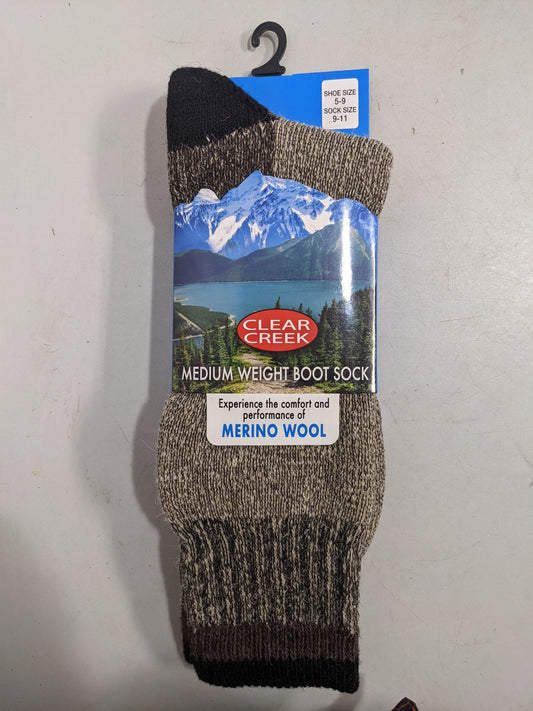 SHOE SIZE
5-9
SOCK SIZE
9-11
CLEAR
CREEK
MEDIUM WEIGHT BOOT SOCK
Experience the comfort and
performance of
MERINO WOOL